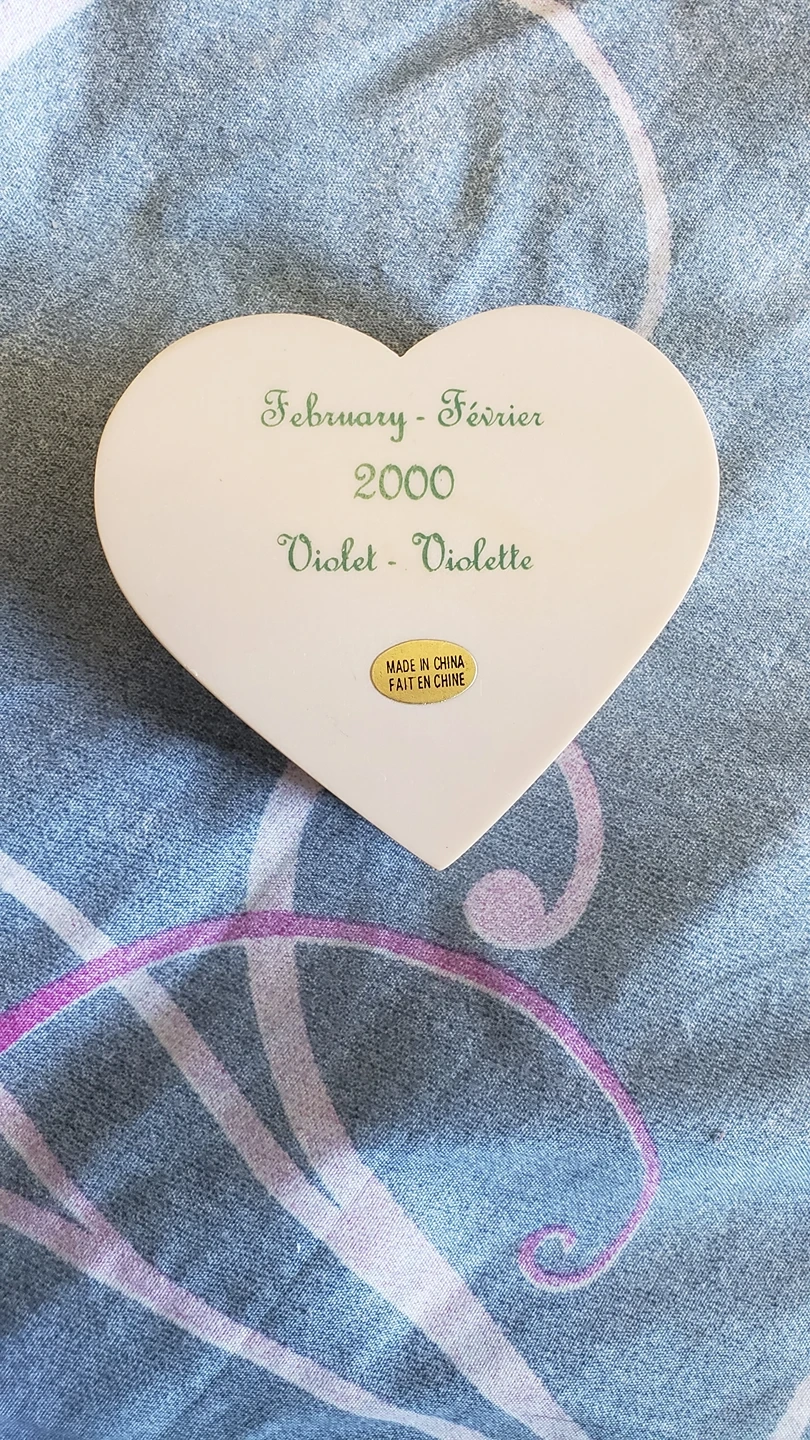 February - Février
2000
Violet - Violette
MADE IN CHINA
FAIT EN CHINE